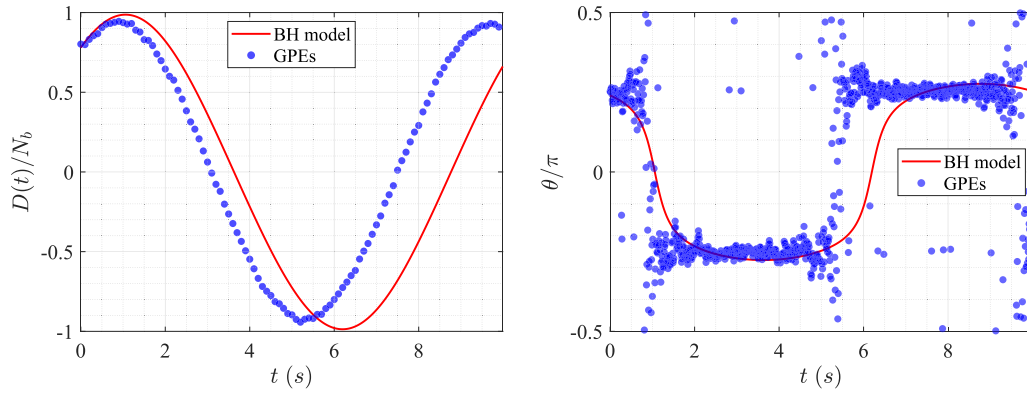 BH model
GPEs
D(t)/N_b
1
0.5
0
-0.5
-1
0 2 4 6 8
t (s)
BH model
GPEs
θ/π
0.5
0
-0.5
0 2 4 6 8
t (s)